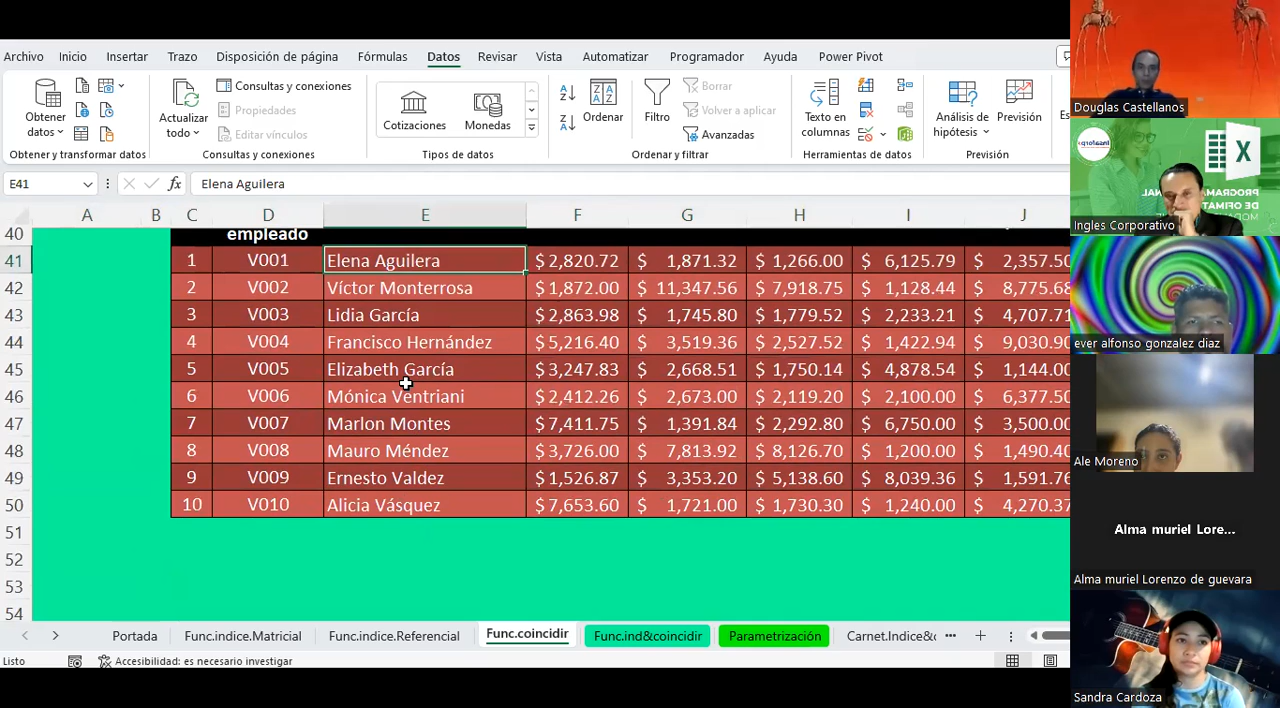 Archivo Inicio Insertar Trazo Disposición de página Fórmulas Datos Revisar Vista Automatizar Programador Ayuda Power Pivot
Obtener datos
Obtener y transformar datos
Actualizar todo
Consultas y conexiones
Propiedades
Editar vínculos
Consultas y conexiones
Cotizaciones
Monedas
Tipos de datos
Ordenar
Filtro
Borrar
Volver a aplicar
Avanzadas
Ordenar y filtrar
Texto en columnas
Herramientas de datos
Análisis de hipótesis
Previsión
Previsión
E41
fx
Elena Aguilera
A B C D E F G H I J
40 empleado
41 1 V001 Elena Aguilera $ 2,820.72 $ 1,871.32 $ 1,266.00 $ 6,125.79 $ 2,357.50
42 2 V002 Víctor Monterrosa $ 1,872.00 $ 11,347.56 $ 7,918.75 $ 1,128.44 $ 8,775.68
43 3 V003 Lidia García $ 2,863.98 $ 1,745.80 $ 1,779.52 $ 2,233.21 $ 4,707.71
44 4 V004 Francisco Hernández $ 5,216.40 $ 3,519.36 $ 2,527.52 $ 1,422.94 $ 9,030.90
45 5 V005 Elizabeth García $ 3,247.83 $ 2,668.51 $ 1,750.14 $ 4,878.54 $ 1,144.00
46 6 V006 Mónica Ventriani $ 2,412.26 $ 2,673.00 $ 2,119.20 $ 2,100.00 $ 6,377.50
47 7 V007 Marlon Montes $ 7,411.75 $ 1,391.84 $ 2,292.80 $ 6,750.00 $ 3,500.00
48 8 V008 Mauro Méndez $ 3,726.00 $ 7,813.92 $ 8,126.70 $ 1,200.00 $ 1,490.40
49 9 V009 Ernesto Valdez $ 1,526.87 $ 3,353.20 $ 5,138.60 $ 8,039.36 $ 1,591.76
50 10 V010 Alicia Vásquez $ 7,653.60 $ 1,721.00 $ 1,730.30 $ 1,240.00 $ 4,270.37
51
52
53
54
Portada Func.indice.Matricial Func.indice.Referencial Func.coincidir Func.ind&coincidir Parametrización Carnet.Indice&c
Listo
Accesibilidad: es necesario investigar
Douglas Castellanos
Ingles Corporativo
ever alfonso gonzalez diaz
Ale Moreno
Alma muriel Lore...
Alma muriel Lorenzo de guevara
Sandra Cardoza